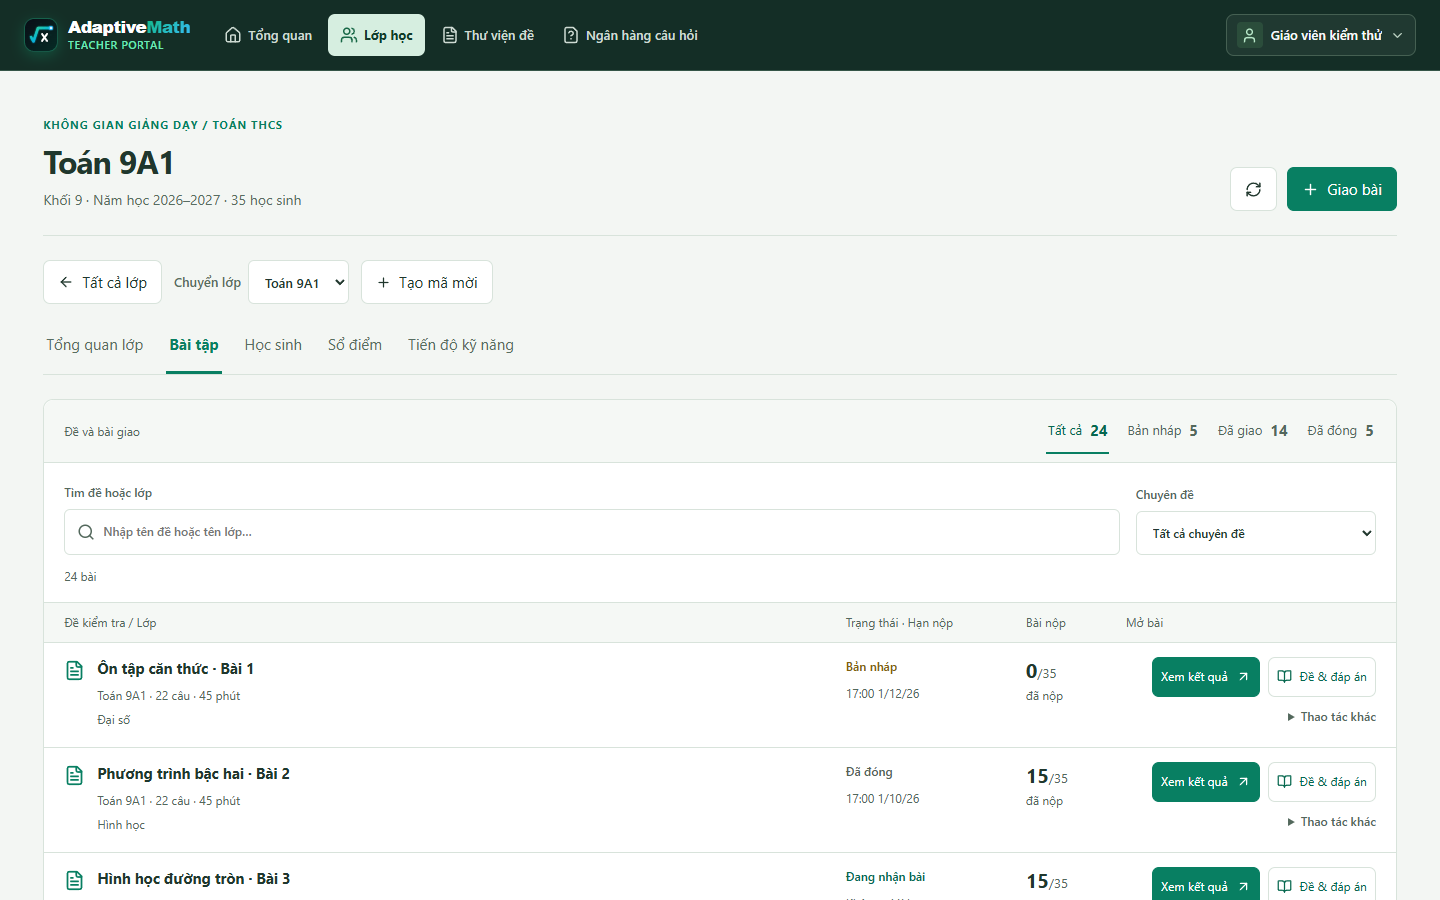 AdaptiveMath
TEACHER PORTAL
Tổng quan
Lớp học
Thư viện đề
Ngân hàng câu hỏi
Giáo viên kiểm thử
KHÔNG GIAN GIẢNG DẠY / TOÁN THCS
Toán 9A1
Khối 9 · Năm học 2026–2027 · 35 học sinh
Giao bài
Tất cả lớp
Chuyển lớp
Toán 9A1
Tạo mã mời
Tổng quan lớp
Bài tập
Học sinh
Sổ điểm
Tiến độ kỹ năng
Đề và bài giao
Tất cả 24
Bản nháp 5
Đã giao 14
Đã đóng 5
Tìm đề hoặc lớp
Chuyên đề
Nhập tên đề hoặc tên lớp...
Tất cả chuyên đề
24 bài
Đề kiểm tra / Lớp
Trạng thái · Hạn nộp
Bài nộp
Mở bài
Ôn tập căn thức · Bài 1
Toán 9A1 · 22 câu · 45 phút
Đại số
Bản nháp
17:00 1/12/26
0/35
đã nộp
Xem kết quả
Đề & đáp án
Thao tác khác
Phương trình bậc hai · Bài 2
Toán 9A1 · 22 câu · 45 phút
Hình học
Đã đóng
17:00 1/10/26
15/35
đã nộp
Xem kết quả
Đề & đáp án
Thao tác khác
Hình học đường tròn · Bài 3
Đang nhận bài
15/35
Xem kết quả
Đề & đáp án